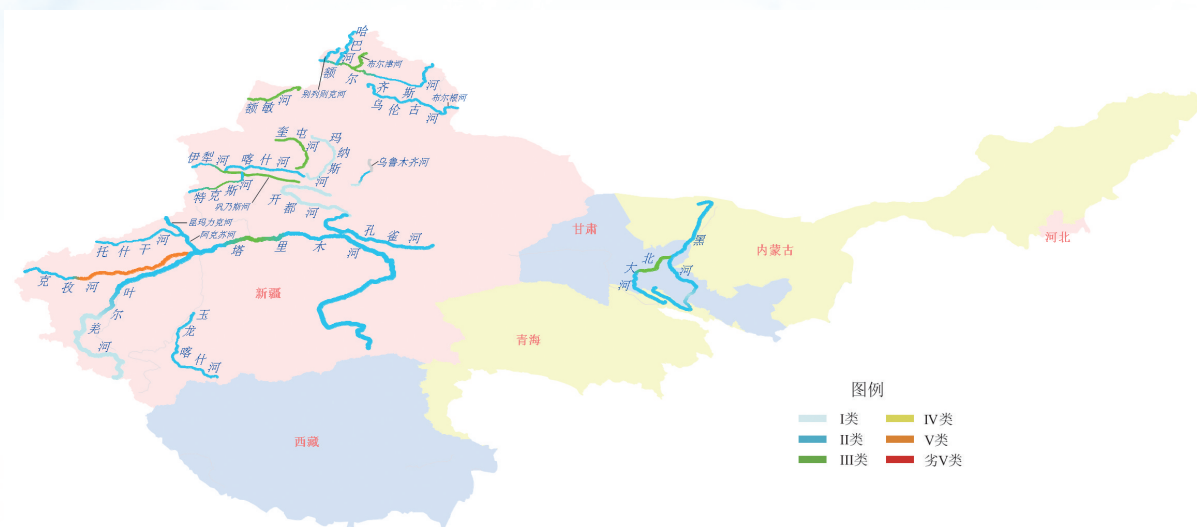 哈巴河
布尔津河
额尔齐斯河
别列则克河
乌伦古河
布尔根河
额敏河
奎屯河
玛纳斯河
乌鲁木齐河
伊犁河
喀什河
特克斯河
巩乃斯河
开都河
昆玛力克河
阿克苏河
托什干河
塔里木河
孔雀河
克孜河
叶尔羌河
玉龙喀什河
新疆
西藏
青海
甘肃
内蒙古
河北
黑河
大北河
图例
I类
II类
III类
IV类
V类
劣V类